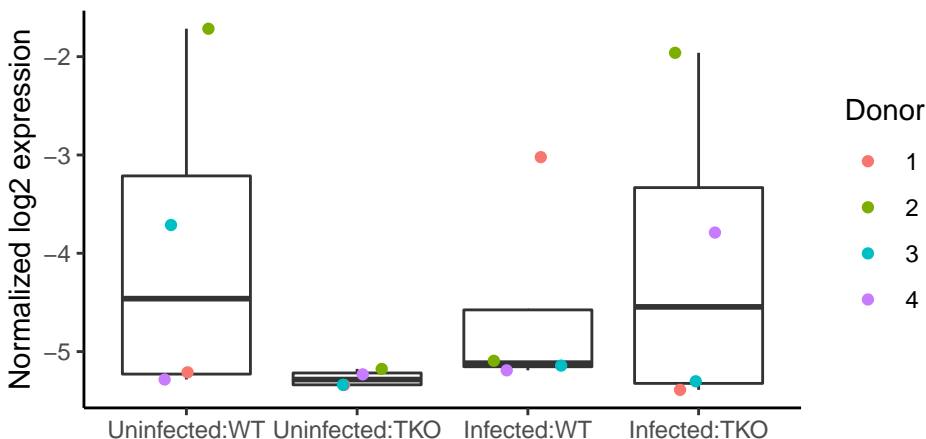 Normalized log2 expression
−2
−3
−4
−5
Uninfected:WT
Uninfected:TKO
Infected:WT
Infected:TKO
Donor
1
2
3
4